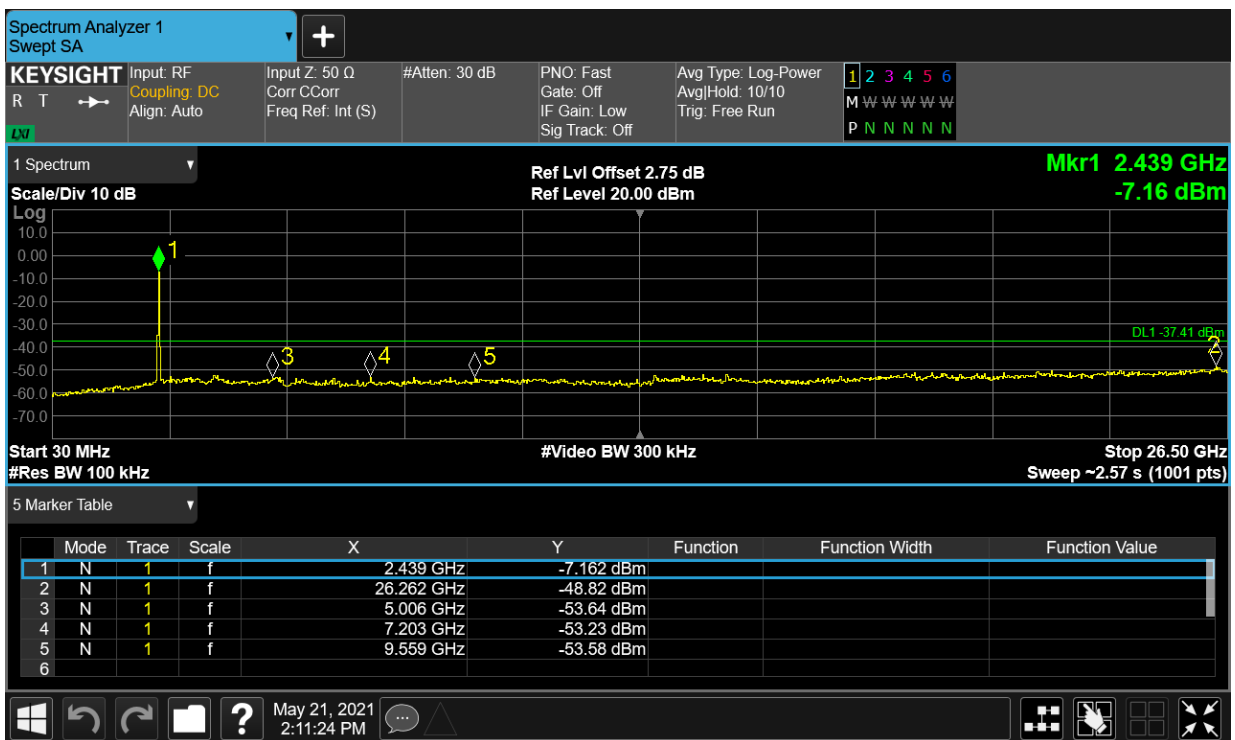 Spectrum Analyzer 1
Swept SA
+
KEYSIGHT
R T
LXI
Input: RF
Coupling: DC
Align: Auto
Input Z: 50 Ω
Corr CCorr
Freq Ref: Int (S)
#Atten: 30 dB
PNO: Fast
Gate: Off
IF Gain: Low
Sig Track: Off
Avg Type: Log-Power
Avg|Hold: 10/10
Trig: Free Run
1 2 3 4 5 6
M W W W W W
P N N N N N
1 Spectrum
Scale/Div 10 dB
Ref Lvl Offset 2.75 dB
Ref Level 20.00 dBm
Mkr1 2.439 GHz
-7.16 dBm
Log
10.0
0.00
-10.0
-20.0
-30.0
-40.0
-50.0
-60.0
-70.0
1
3
4
5
DL1 -37.41 dBm
2
Start 30 MHz
#Video BW 300 kHz
Stop 26.50 GHz
#Res BW 100 kHz
Sweep ~2.57 s (1001 pts)
5 Marker Table
Mode Trace Scale X Y Function Function Width Function Value
1 N 1 f 2.439 GHz -7.162 dBm
2 N 1 f 26.262 GHz -48.82 dBm
3 N 1 f 5.006 GHz -53.64 dBm
4 N 1 f 7.203 GHz -53.23 dBm
5 N 1 f 9.559 GHz -53.58 dBm
6
?
May 21, 2021
2:11:24 PM